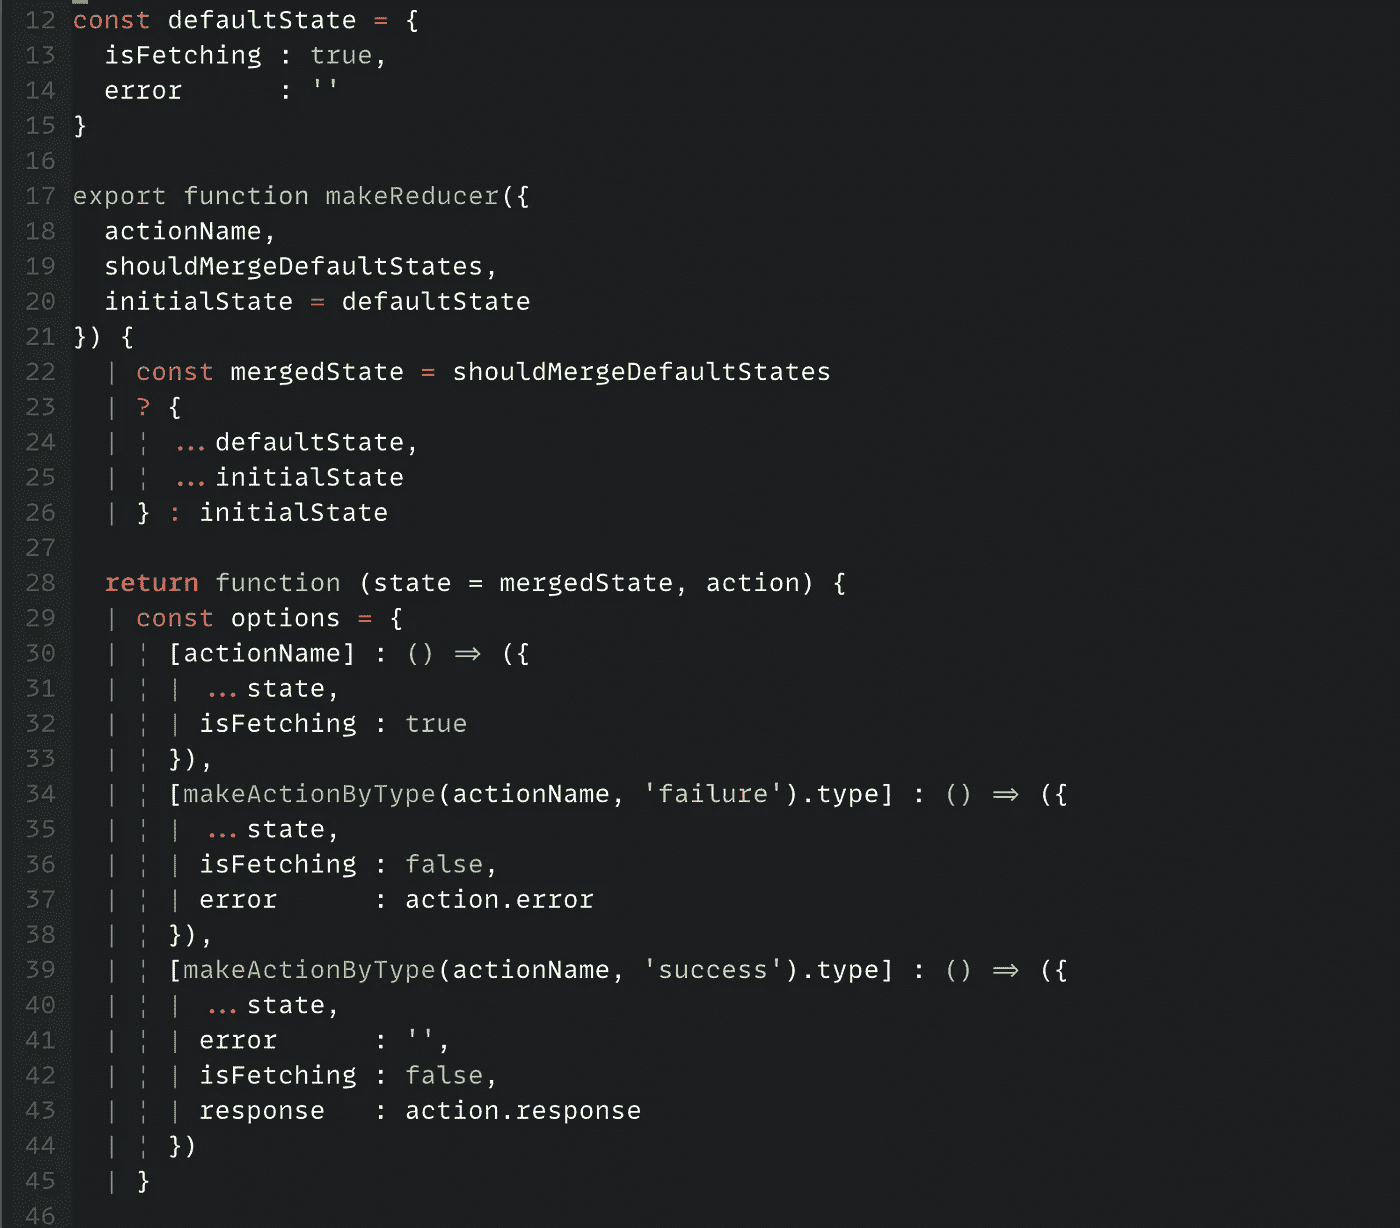 12 const defaultState = {
13   isFetching : true,
14   error      : ''
15 }
16
17 export function makeReducer({
18   actionName,
19   shouldMergeDefaultStates,
20   initialState = defaultState
21 }) {
22   | const mergedState = shouldMergeDefaultStates
23   | ? {
24   | ¦ ...defaultState,
25   | ¦ ...initialState
26   | } : initialState
27
28   return function (state = mergedState, action) {
29   | const options = {
30   | ¦ [actionName] : () => ({
31   | ¦ | ...state,
32   | ¦ | isFetching : true
33   | ¦ }),
34   | ¦ [makeActionByType(actionName, 'failure').type] : () => ({
35   | ¦ | ...state,
36   | ¦ | isFetching : false,
37   | ¦ | error      : action.error
38   | ¦ }),
39   | ¦ [makeActionByType(actionName, 'success').type] : () => ({
40   | ¦ | ...state,
41   | ¦ | error      : '',
42   | ¦ | isFetching : false,
43   | ¦ | response   : action.response
44   | ¦ })
45   | }
46